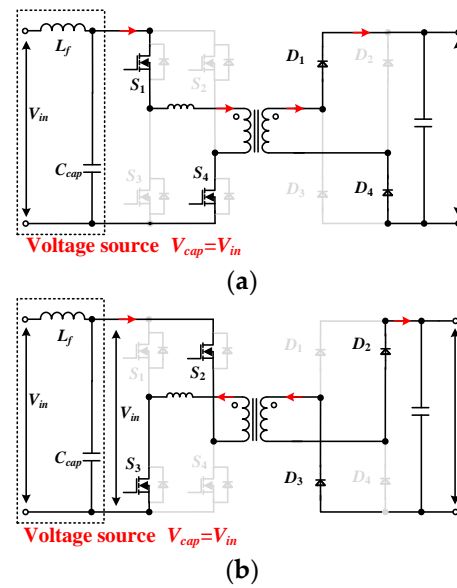 L_f
S_1
S_2
D_1
D_2
V_in
C_cap
S_3
S_4
D_3
D_4
Voltage source V_cap=V_in
(a)
L_f
S_1
S_2
D_1
D_2
V_in
V_in
C_cap
S_3
S_4
D_3
D_4
Voltage source V_cap=V_in
(b)